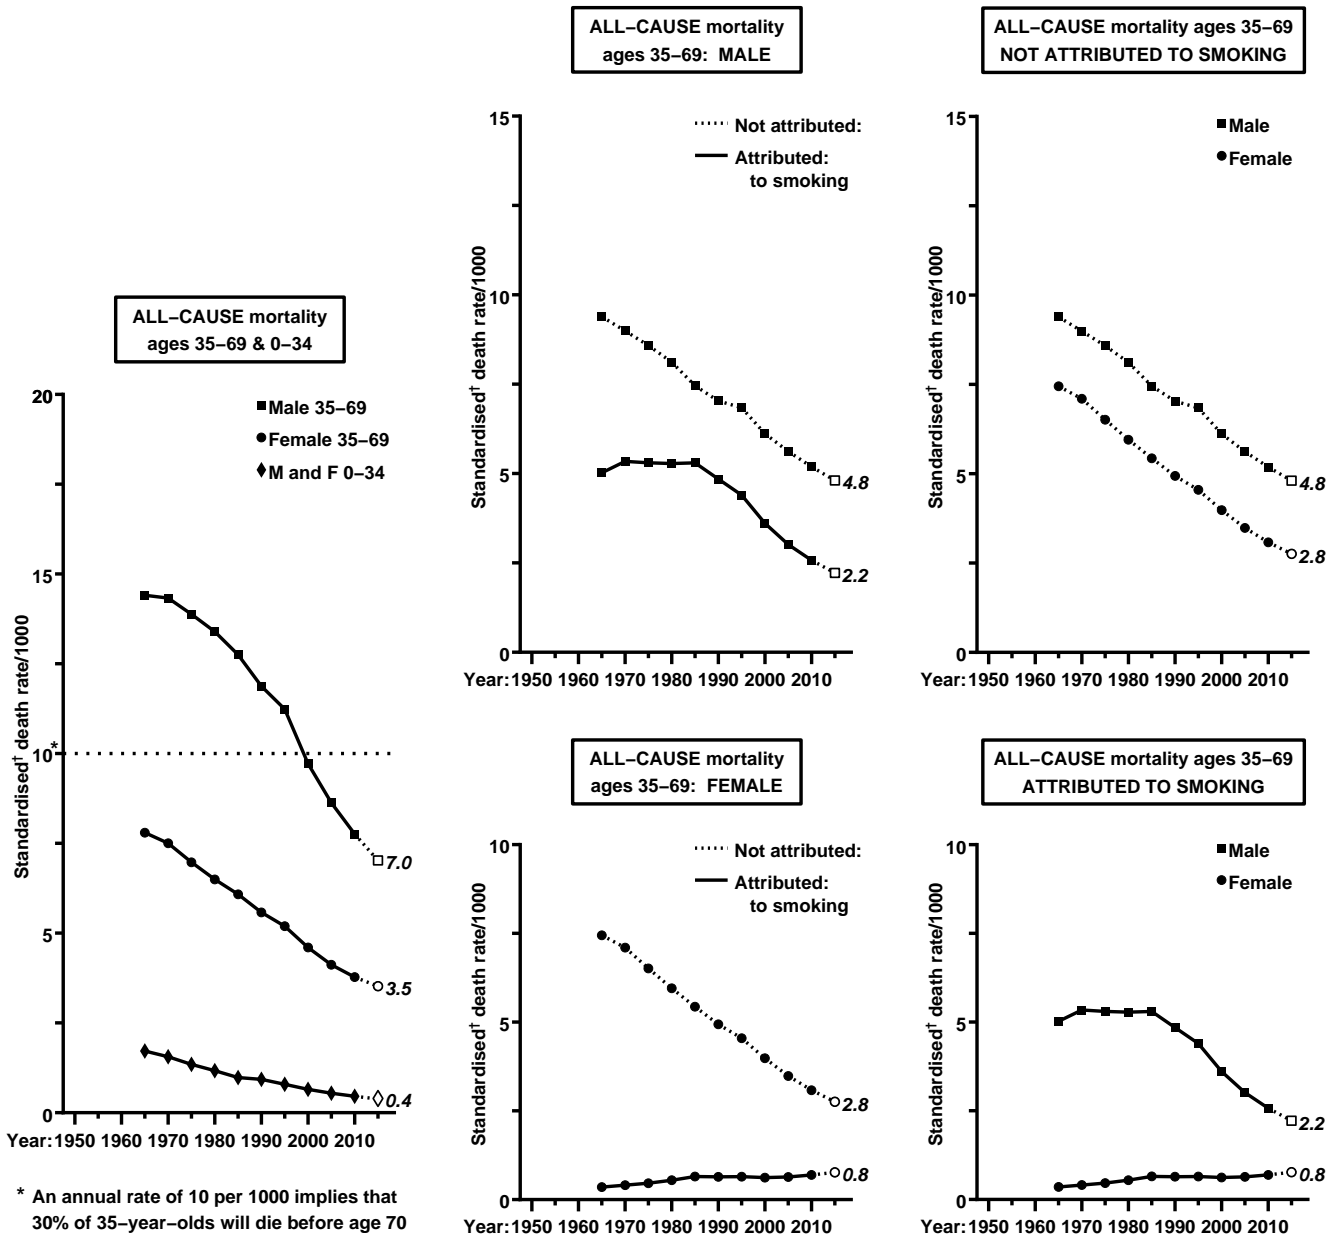 ALL–CAUSE mortality
ages 35–69 & 0–34
20
15
10
5
0
*
Standardised† death rate/1000
Male 35–69
Female 35–69
M and F 0–34
7.0
3.5
0.4
Year: 1950 1960 1970 1980 1990 2000 2010
* An annual rate of 10 per 1000 implies that
30% of 35–year–olds will die before age 70
ALL–CAUSE mortality
ages 35–69: MALE
15
10
5
0
Standardised† death rate/1000
Not attributed:
Attributed:
to smoking
4.8
2.2
Year: 1950 1960 1970 1980 1990 2000 2010
ALL–CAUSE mortality ages 35–69
NOT ATTRIBUTED TO SMOKING
15
10
5
0
Standardised† death rate/1000
Male
Female
4.8
2.8
Year: 1950 1960 1970 1980 1990 2000 2010
ALL–CAUSE mortality
ages 35–69: FEMALE
10
5
0
Standardised† death rate/1000
Not attributed:
Attributed:
to smoking
2.8
0.8
Year: 1950 1960 1970 1980 1990 2000 2010
ALL–CAUSE mortality ages 35–69
ATTRIBUTED TO SMOKING
10
5
0
Standardised† death rate/1000
Male
Female
2.2
0.8
Year: 1950 1960 1970 1980 1990 2000 2010